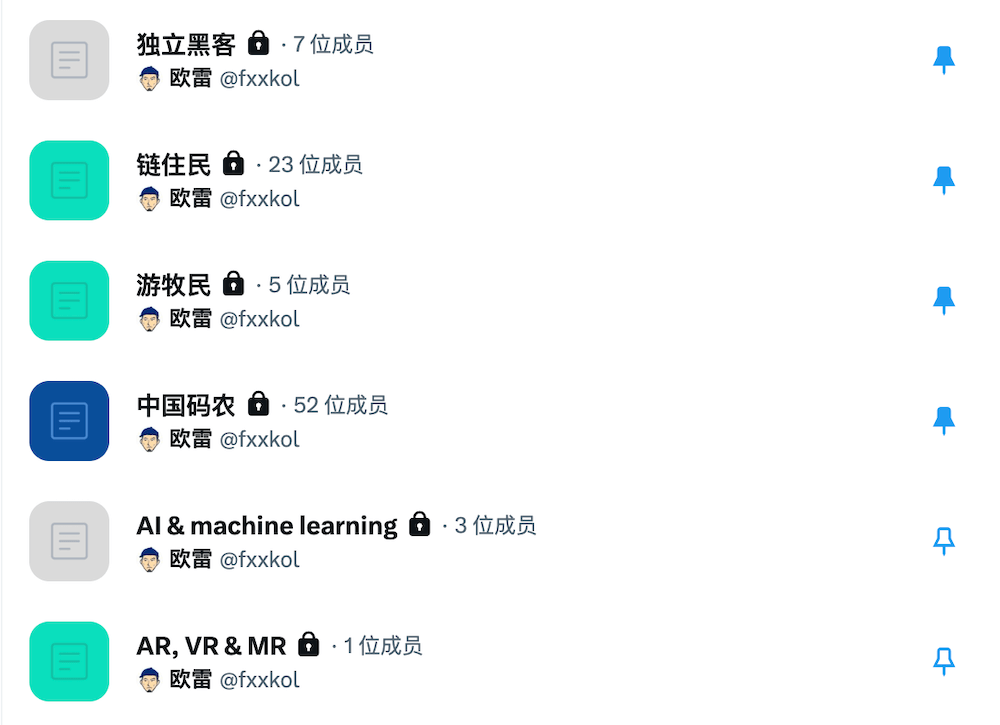 独立黑客 · 7 位成员
欧雷 @fxxkol
链住民 · 23 位成员
欧雷 @fxxkol
游牧民 · 5 位成员
欧雷 @fxxkol
中国码农 · 52 位成员
欧雷 @fxxkol
AI & machine learning · 3 位成员
欧雷 @fxxkol
AR, VR & MR · 1 位成员
欧雷 @fxxkol